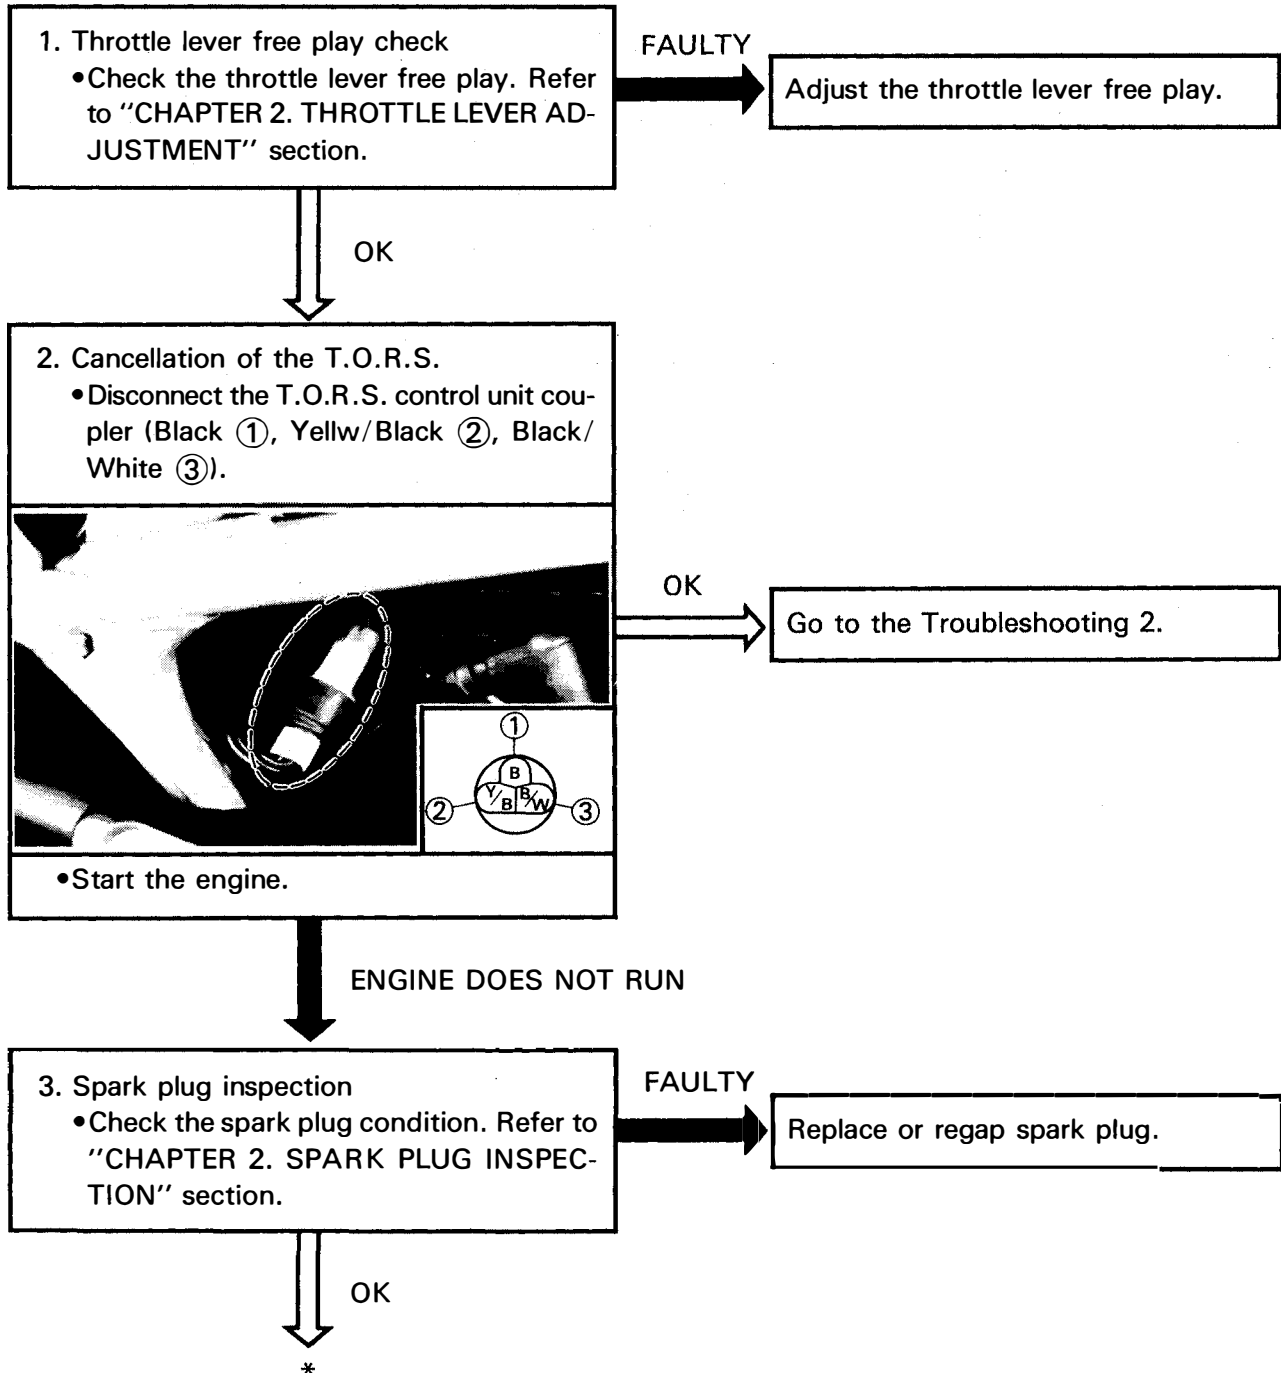 1. Throttle lever free play check
•Check the throttle lever free play. Refer
to "CHAPTER 2. THROTTLE LEVER AD-
JUSTMENT" section.
FAULTY
Adjust the throttle lever free play.
OK
2. Cancellation of the T.O.R.S.
•Disconnect the T.O.R.S. control unit cou-
pler (Black ①, Yellw/Black ②, Black/
White ③).
OK
Go to the Troubleshooting 2.
①
B
Y/B
B/W
②
③
•Start the engine.
ENGINE DOES NOT RUN
3. Spark plug inspection
•Check the spark plug condition. Refer to
"CHAPTER 2. SPARK PLUG INSPEC-
TION" section.
FAULTY
Replace or regap spark plug.
OK
*